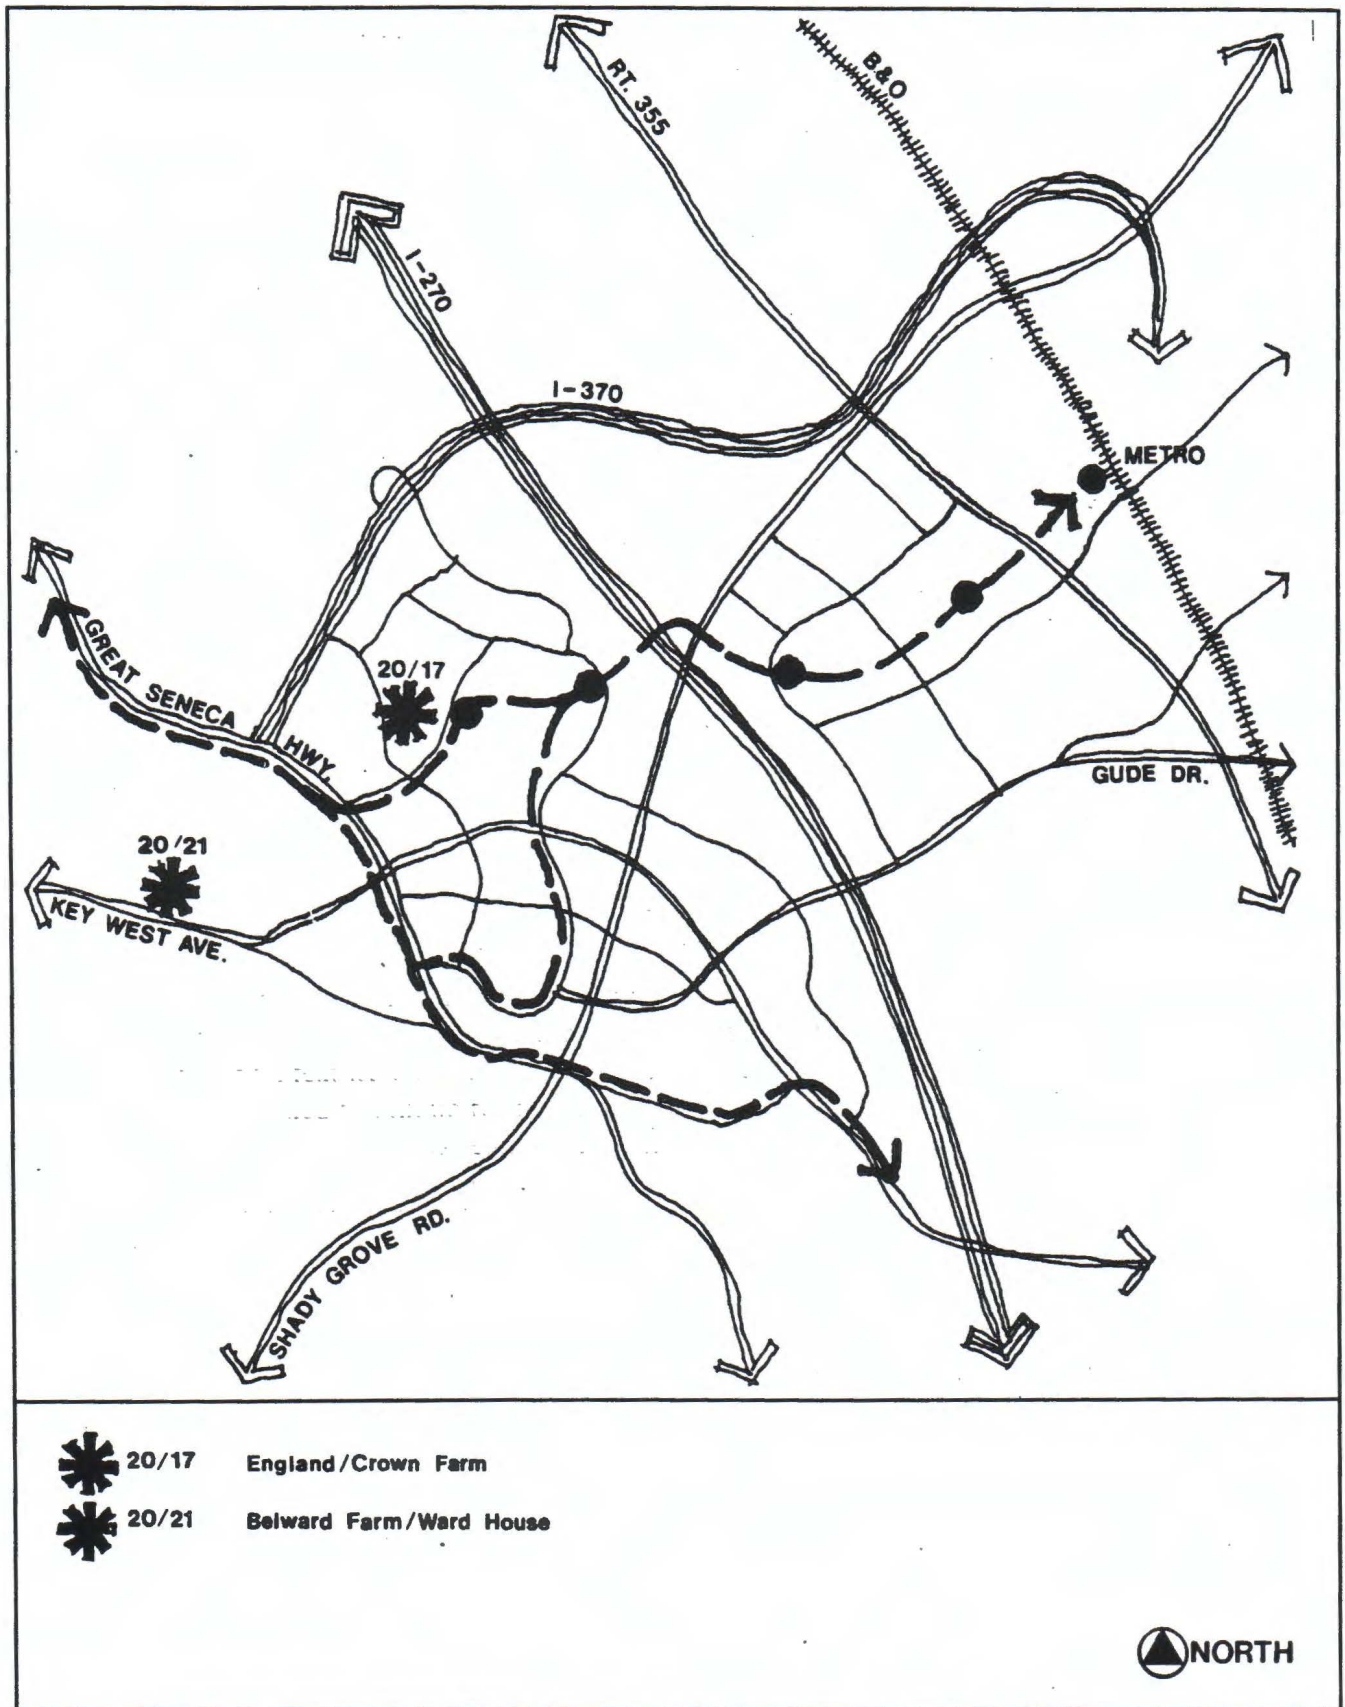 RT. 355
B&O
I-270
I-370
METRO
GREAT SENECA HWY.
20/17
GUDE DR.
20/21
KEY WEST AVE.
SHADY GROVE RD.
20/17 England/Crown Farm
20/21 Belward Farm/Ward House
NORTH